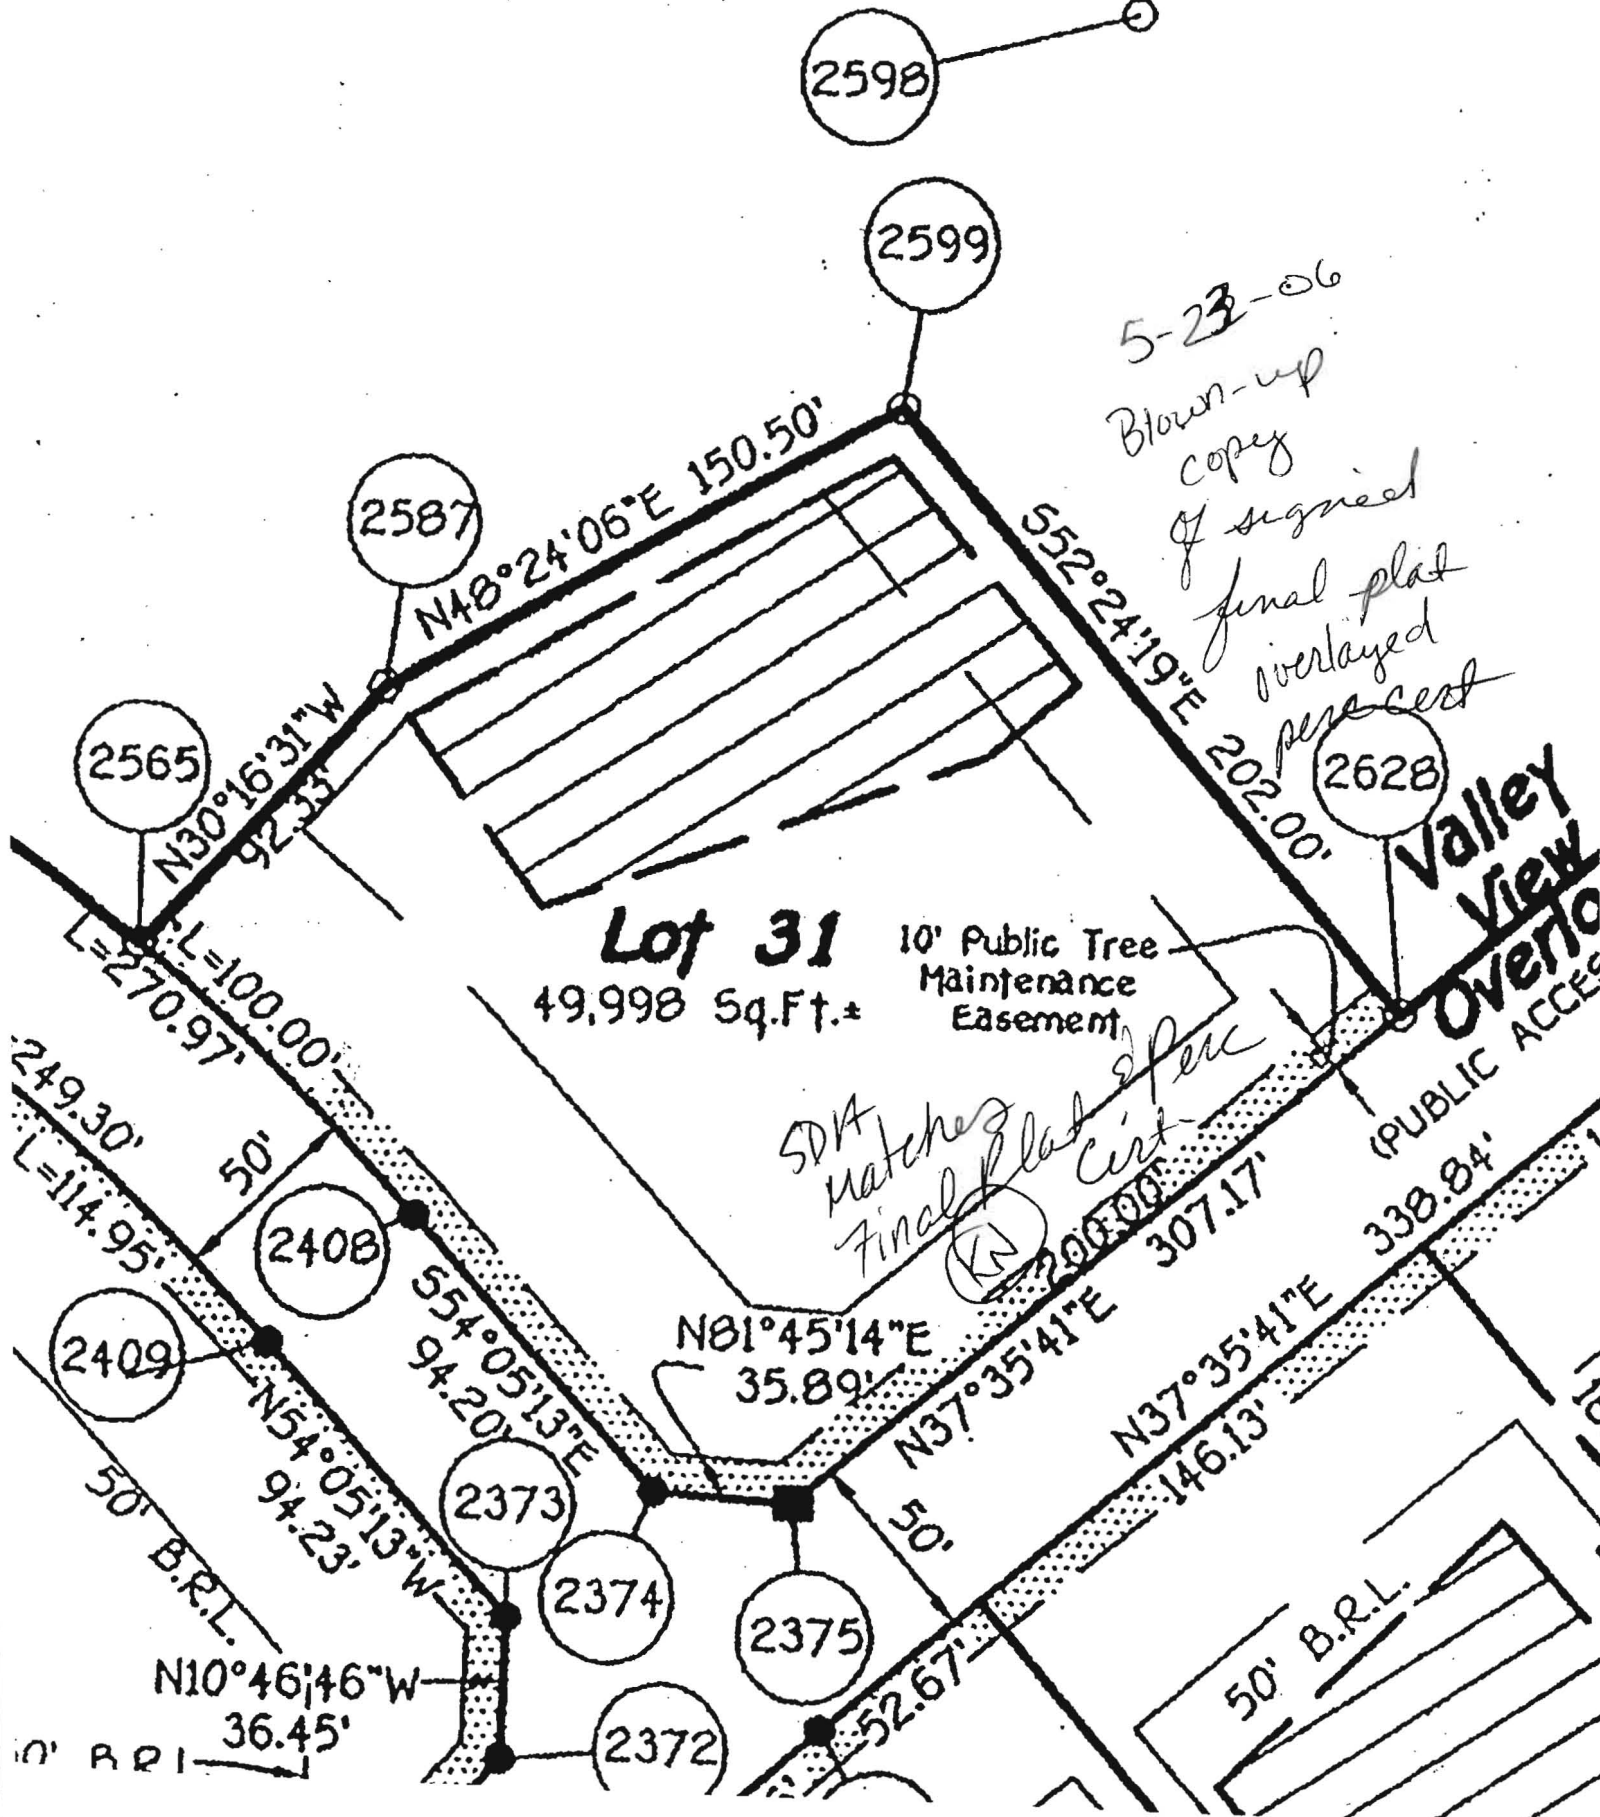 2598
2599
5-23-06
Blown-up
copy
of signed
final plat
overlayed
perc cert
2587
N48°24'06"E 150.50'
S52°24'19"E 202.00'
2565
N30°16'31"W
92.33'
2628
Valley
View
Overlo
(PUBLIC ACCES
L=100.00'
L=270.97'
Lot 31
49,998 Sq.Ft.±
10' Public Tree
Maintenance
Easement
249.30'
L=114.95'
50'
SDA
Matches
Final Plat & Perc
Cert.
KN
2408
2409
S54°05'13"E
94.20'
N81°45'14"E
35.89'
200.00'
N37°35'41"E 307.17'
338.84'
N37°35'41"E
146.13'
N54°05'13"W
94.23'
50' B.R.L.
2373
2374
2375
50'
N10°46'46"W
36.45'
0' B.R.L.
2372
52.67'
50' B.R.L.